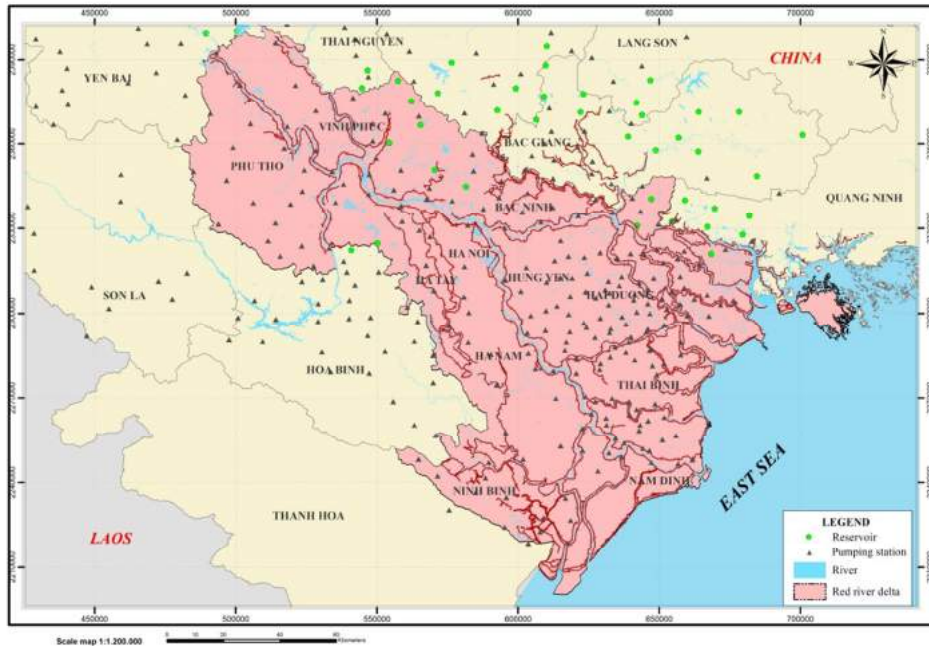 450000 500000 550000 600000 650000 700000
THAI NGUYEN
LANG SON
CHINA
N
W E
S
YEN BAI
VINH PHUC
BAC GIANG
PHU THO
BAC NINH
QUANG NINH
HA NOI
HA TAY
HUNG YEN
HAI DUONG
SON LA
HA NAM
HOA BINH
THAI BINH
NINH BINH
NAM DINH
EAST SEA
THANH HOA
LAOS
LEGEND
Reservoir
Pumping station
River
Red river delta
450000 500000 550000 600000 650000 700000
Scale map 1:1.200.000
Kilometers